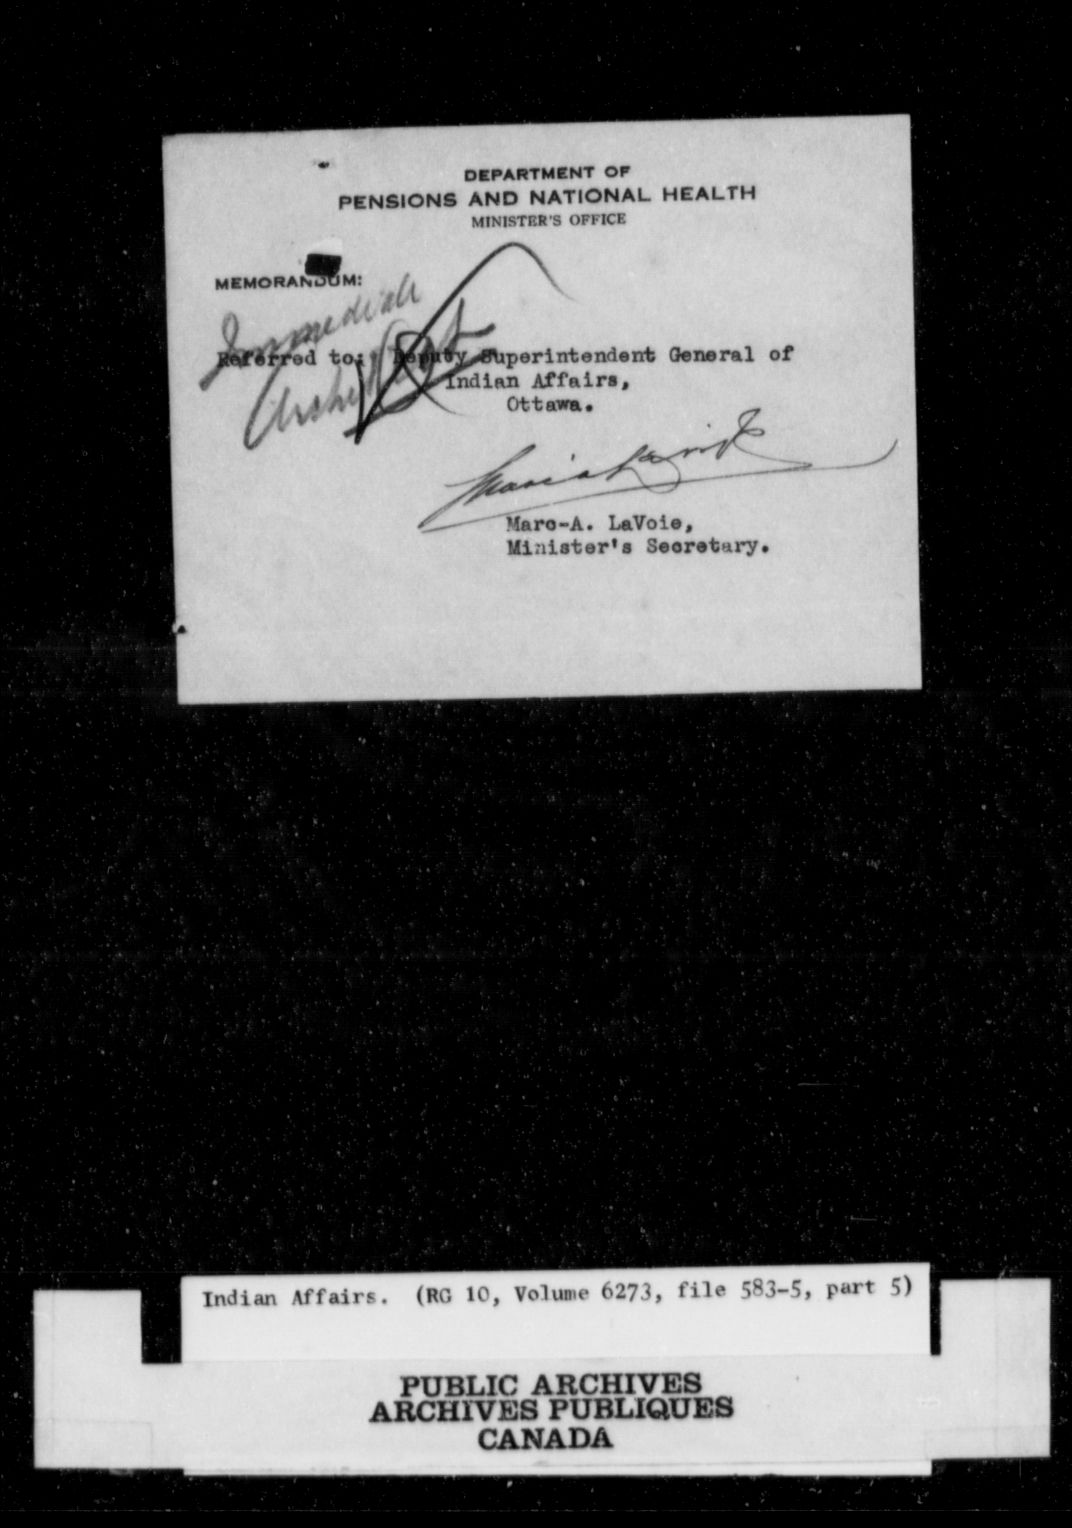 DEPARTMENT OF
PENSIONS AND NATIONAL HEALTH
MINISTER'S OFFICE
MEMORANDUM:
Immediate
Referred to: Deputy Superintendent General of
Indian Affairs,
Ottawa.
Marc-A. LaVoie,
Minister's Secretary.
Indian Affairs. (RG 10, Volume 6273, file 583-5, part 5)
PUBLIC ARCHIVES
ARCHIVES PUBLIQUES
CANADA